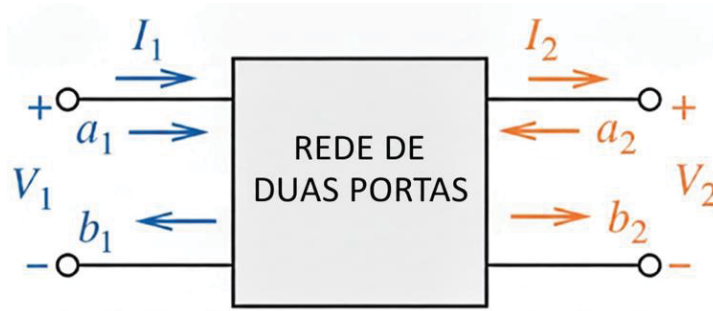 I₁ I₂
+ +
a₁ a₂
REDE DE
DUAS PORTAS
V₁ V₂
b₁ b₂
− −